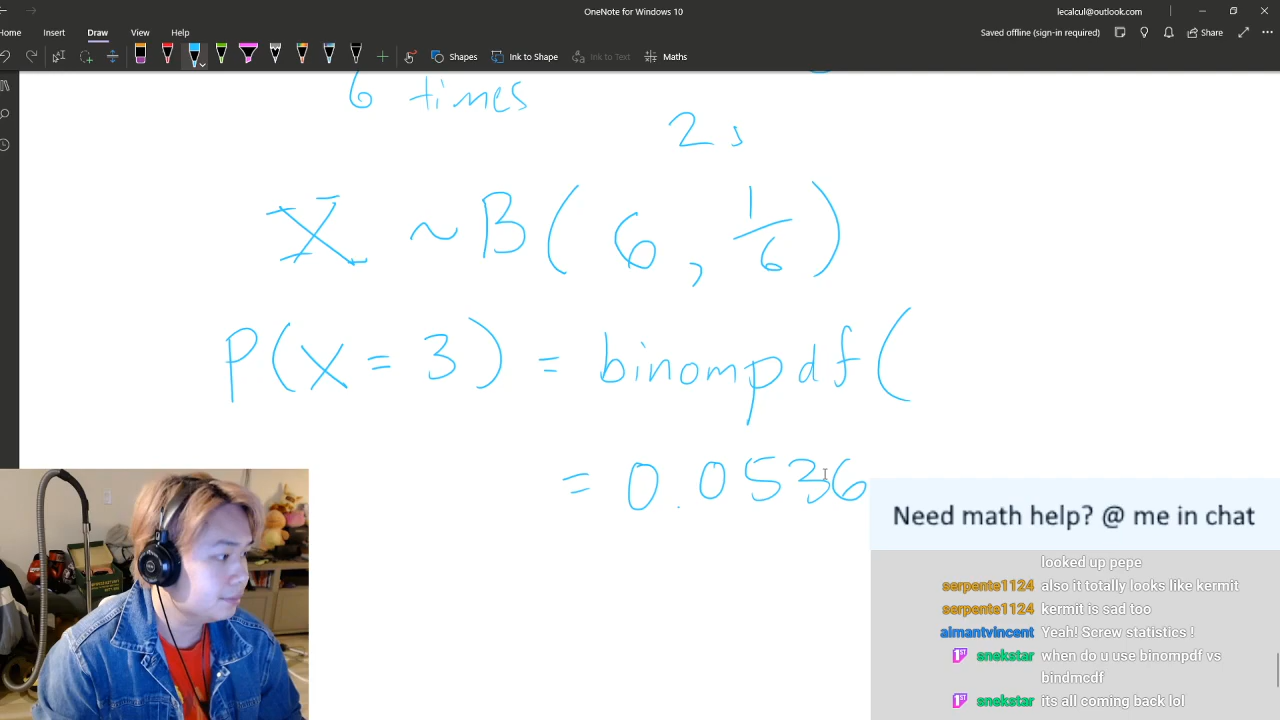 OneNote for Windows 10
lecalcul@outlook.com
Home Insert Draw View Help
Saved offline (sign-in required) Share
Shapes Ink to Shape Ink to Text Maths
6 times
2s
X ~ B(6, 1/6)
P(X = 3) = binompdf(
= 0.0536
Need math help? @ me in chat
looked up pepe
serpente1124 also it totally looks like kermit
serpente1124 kermit is sad too
aimantvincent Yeah! Screw statistics !
snekstar when do u use binompdf vs
bindmcdf
snekstar its all coming back lol